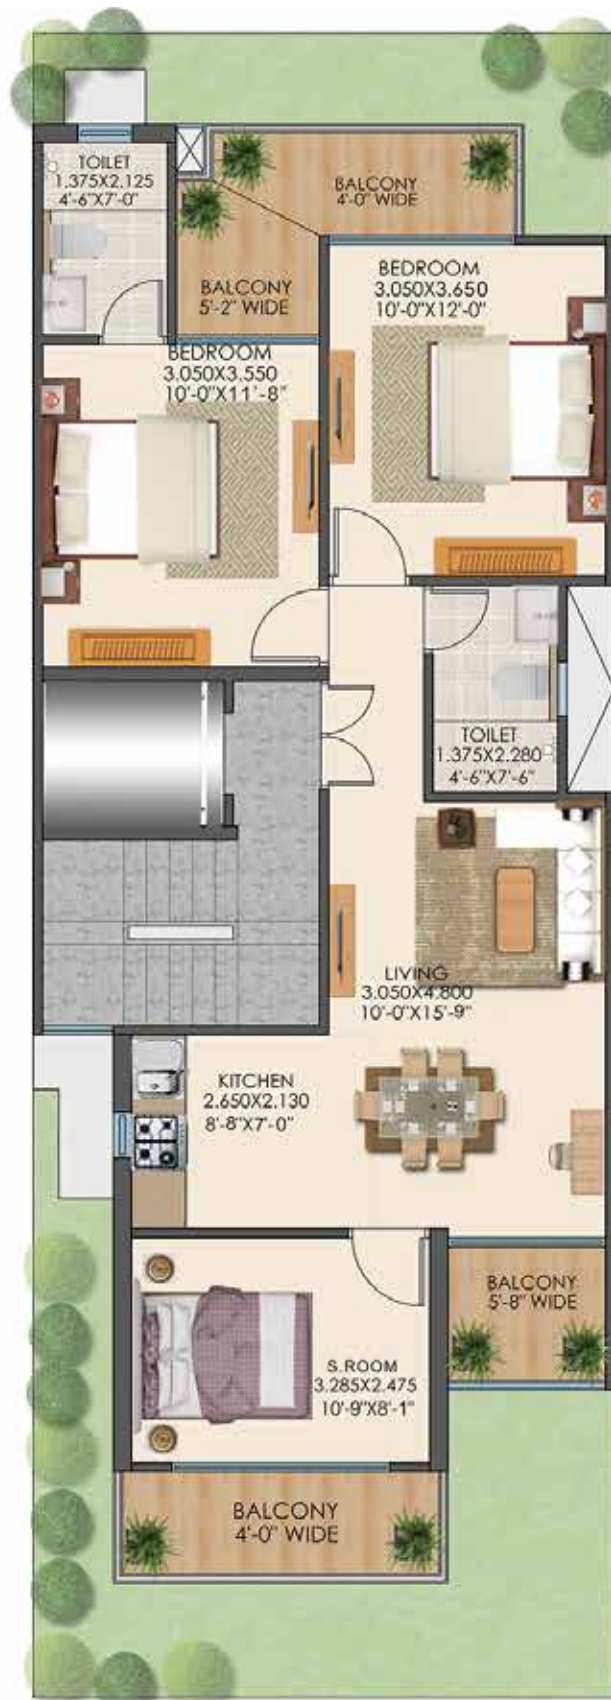 TOILET
1.375X2.125
4'-6"X7'-0"
BALCONY
4'-0" WIDE
BALCONY
5'-2" WIDE
BEDROOM
3.050X3.650
10'-0"X12'-0"
BEDROOM
3.050X3.550
10'-0"X11'-8"
TOILET
1.375X2.280
4'-6"X7'-6"
LIVING
3.050X4.800
10'-0"X15'-9"
KITCHEN
2.650X2.130
8'-8"X7'-0"
BALCONY
5'-8" WIDE
S.ROOM
3.285X2.475
10'-9"X8'-1"
BALCONY
4'-0" WIDE